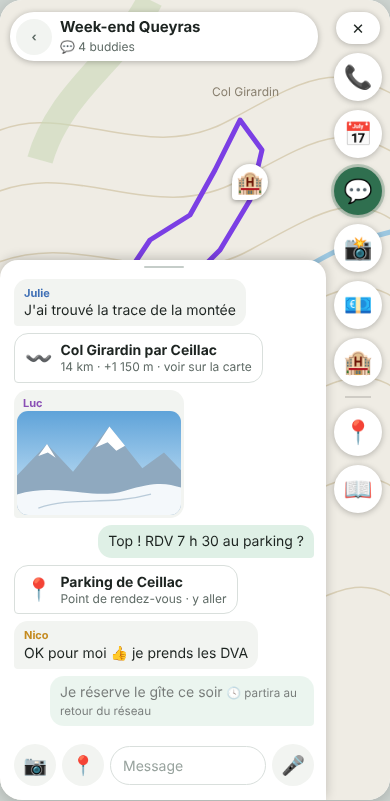 Week-end Queyras
4 buddies
Col Girardin
July
17
Julie
J'ai trouvé la trace de la montée
Col Girardin par Ceillac
14 km · +1 150 m · voir sur la carte
Luc
Top ! RDV 7 h 30 au parking ?
Parking de Ceillac
Point de rendez-vous · y aller
Nico
OK pour moi 👍 je prends les DVA
Je réserve le gîte ce soir 🕓 partira au
retour du réseau
Message